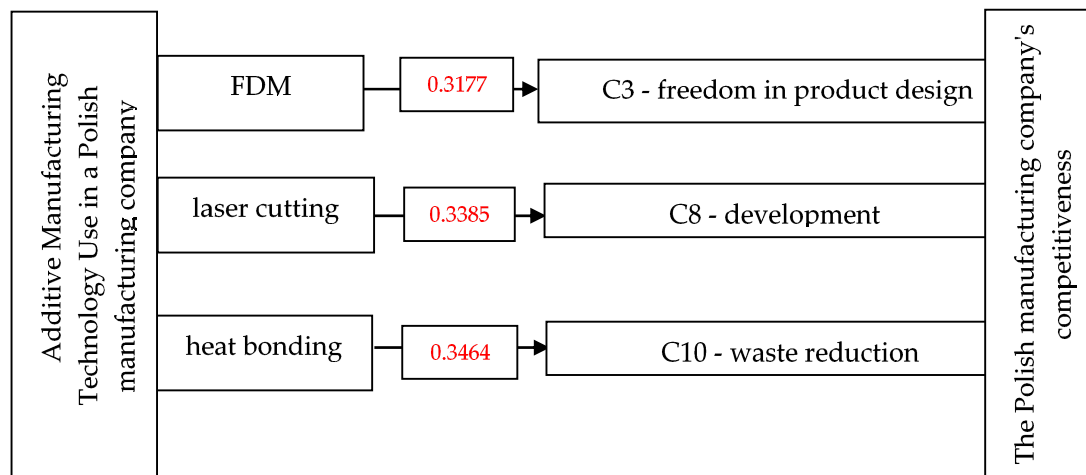 Additive Manufacturing
Technology Use in a Polish
manufacturing company
FDM
0.3177
C3 - freedom in product design
laser cutting
0.3385
C8 - development
heat bonding
0.3464
C10 - waste reduction
The Polish manufacturing company's
competitiveness